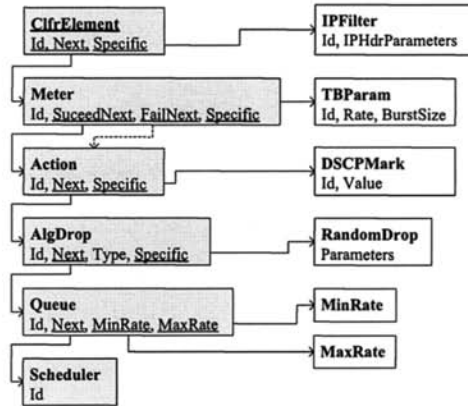 ClfrElement
Id, Next, Specific
IPFilter
Id, IPHdrParameters
Meter
Id, SuceedNext, FailNext, Specific
TBParam
Id, Rate, BurstSize
Action
Id, Next, Specific
DSCPMark
Id, Value
AlgDrop
Id, Next, Type, Specific
RandomDrop
Parameters
Queue
Id, Next, MinRate, MaxRate
MinRate
MaxRate
Scheduler
Id